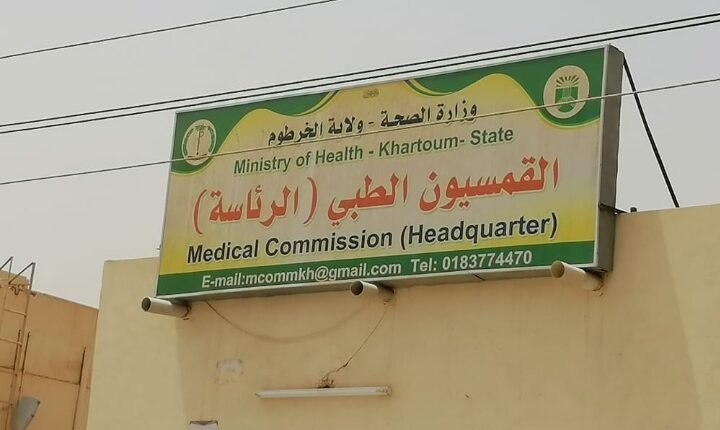 وزارة الصحة - ولاية الخرطوم
Ministry of Health - Khartoum- State
القمسيون الطبي ( الرئاسة )
Medical Commission (Headquarter)
E-mail:mcommkh@gmail.com Tel: 0183774470